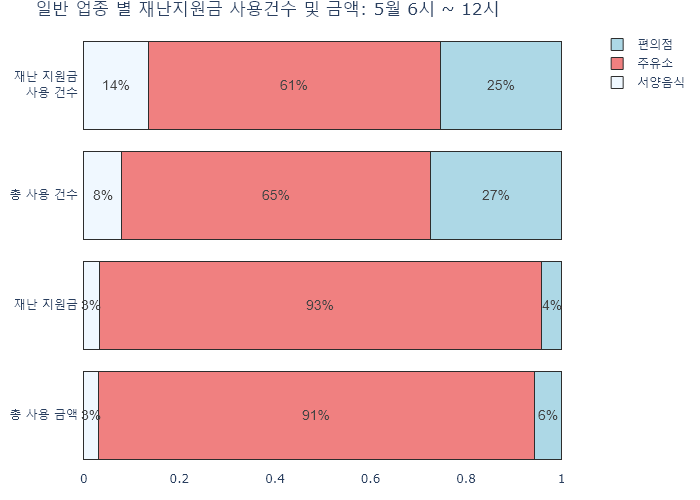 일반 업종 별 재난지원금 사용건수 및 금액: 5월 6시 ~ 12시
편의점
주유소
서양음식
재난 지원금
사용 건수
14%
61%
25%
총 사용 건수
8%
65%
27%
재난 지원금
3%
93%
4%
총 사용 금액
3%
91%
6%
0
0.2
0.4
0.6
0.8
1